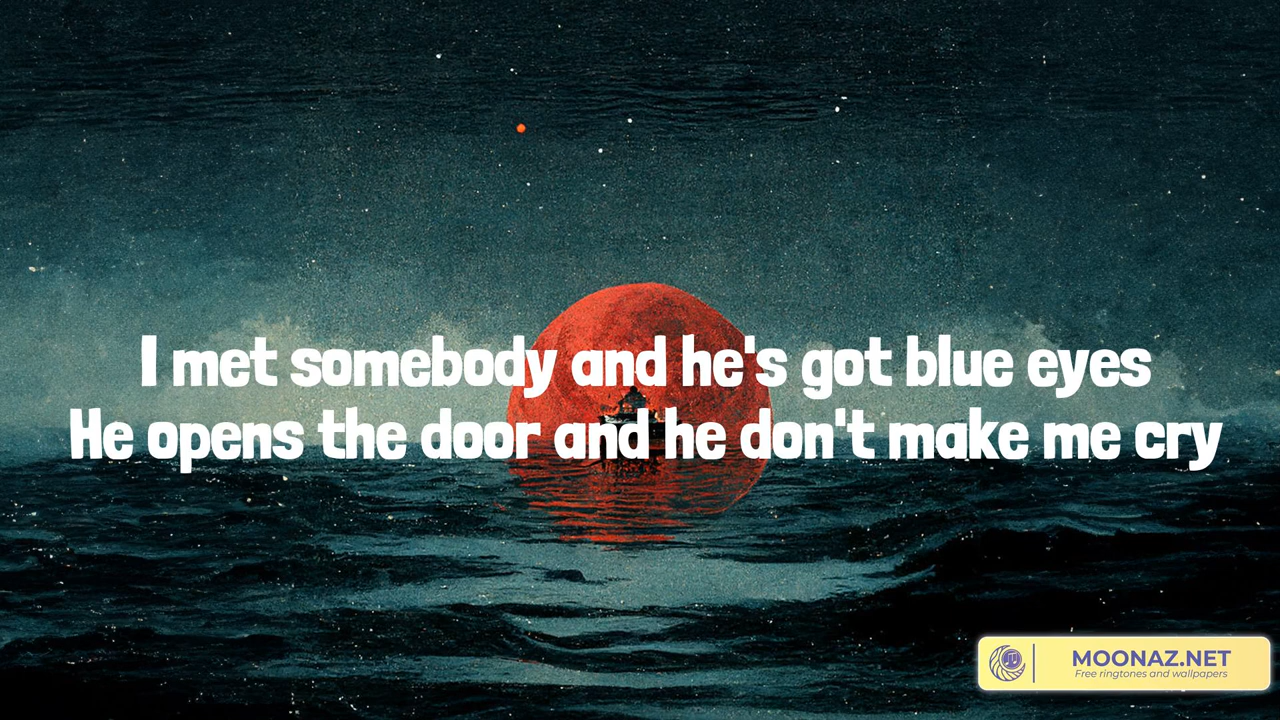 I met somebody and he's got blue eyes
He opens the door and he don't make me cry
MOONAZ.NET
Free ringtones and wallpapers